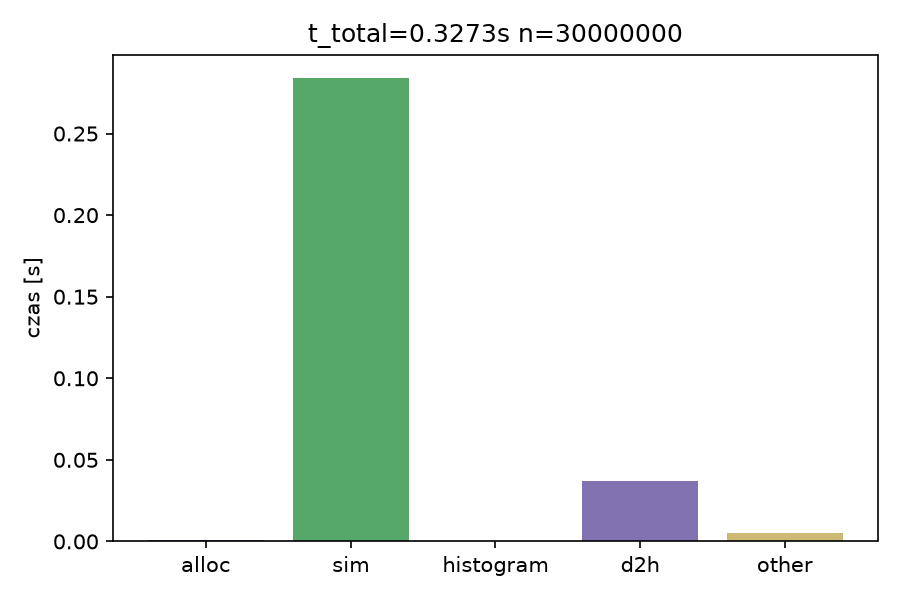 t_total=0.3273s n=30000000
czas [s]
0.25
0.20
0.15
0.10
0.05
0.00
alloc sim histogram d2h other